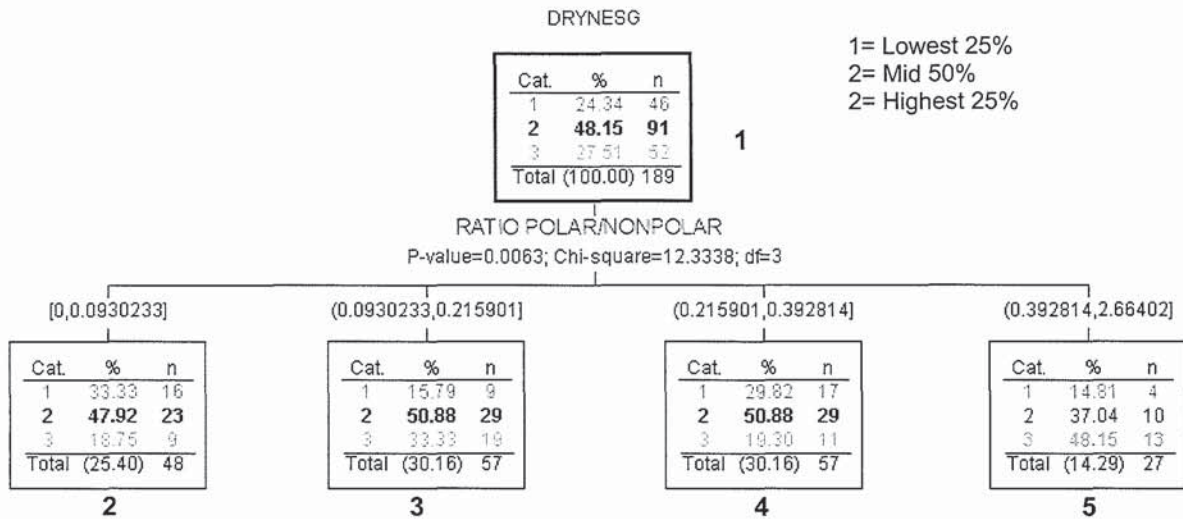 DRYNESG
1= Lowest 25%
2= Mid 50%
2= Highest 25%
Cat. % n
1 24.34 46
2 48.15 91
3 27.51 52
Total (100.00) 189
1
RATIO POLAR/NONPOLAR
P-value=0.0063; Chi-square=12.3338; df=3
[0,0.0930233]
Cat. % n
1 33.33 16
2 47.92 23
3 18.75 9
Total (25.40) 48
2
(0.0930233,0.215901]
Cat. % n
1 15.79 9
2 50.88 29
3 33.33 19
Total (30.16) 57
3
(0.215901,0.392814]
Cat. % n
1 29.82 17
2 50.88 29
3 19.30 11
Total (30.16) 57
4
(0.392814,2.66402]
Cat. % n
1 14.81 4
2 37.04 10
3 48.15 13
Total (14.29) 27
5